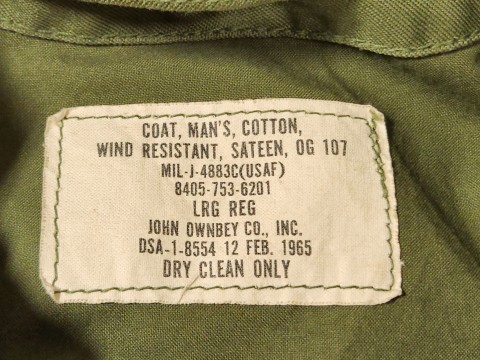 COAT, MAN'S, COTTON,
WIND RESISTANT, SATEEN, OG 107
MIL-J-4883C(USAF)
8405-753-6201
LRG REG
JOHN OWNBEY CO., INC.
DSA-1-8554 12 FEB. 1965
DRY CLEAN ONLY